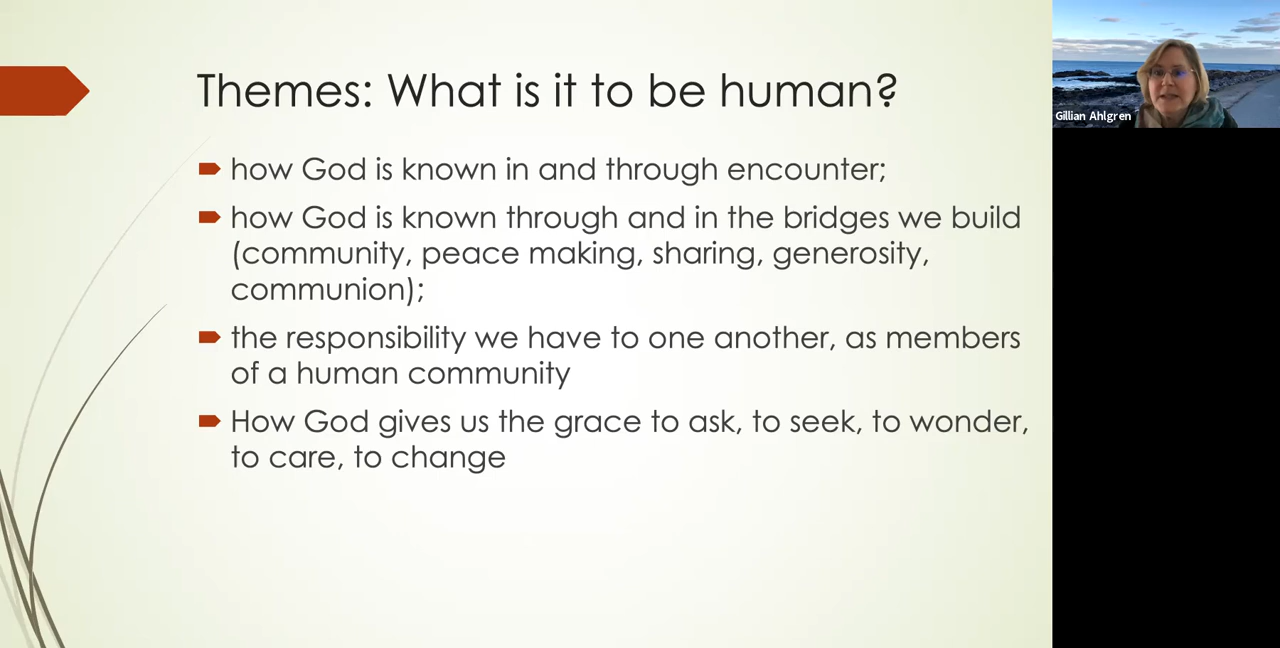 Themes: What is it to be human?
how God is known in and through encounter;
how God is known through and in the bridges we build
(community, peace making, sharing, generosity,
communion);
the responsibility we have to one another, as members
of a human community
How God gives us the grace to ask, to seek, to wonder,
to care, to change
Gillian Ahlgren